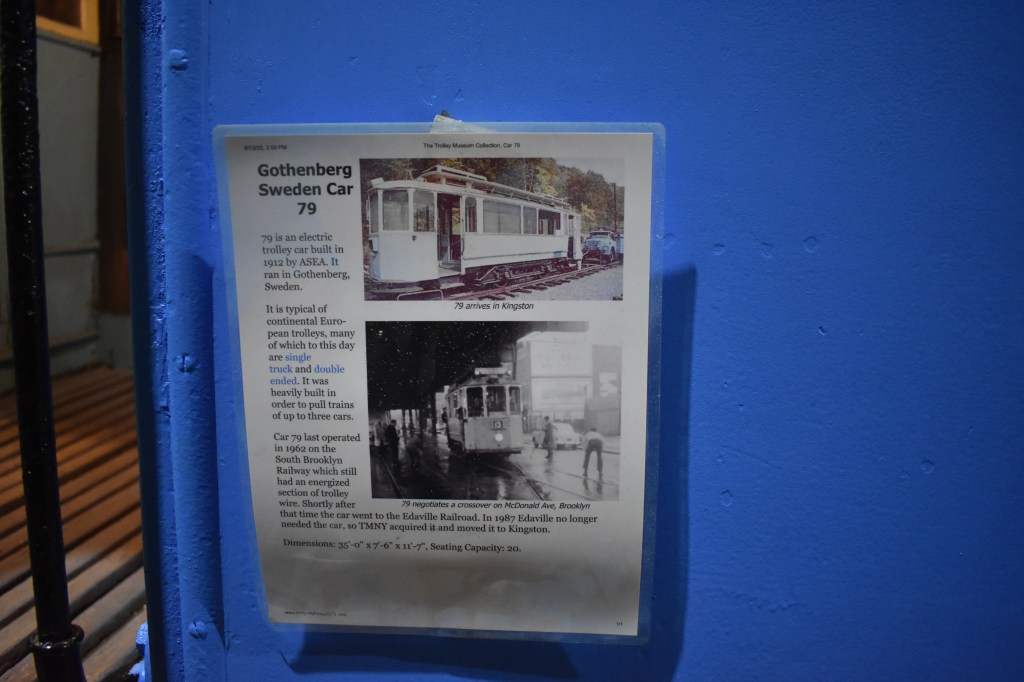 The Trolley Museum Collection, Car 79
Gothenberg
Sweden Car
79
79 is an electric
trolley car built in
1912 by ASEA. It
ran in Gothenberg,
Sweden.
79 arrives in Kingston
It is typical of
continental Euro-
pean trolleys, many
of which to this day
are single
truck and double
ended. It was
heavily built in
order to pull trains
of up to three cars.
Car 79 last operated
in 1962 on the
South Brooklyn
Railway which still
had an energized
section of trolley
wire. Shortly after
79 negotiates a crossover on McDonald Ave, Brooklyn
that time the car went to the Edaville Railroad. In 1987 Edaville no longer
needed the car, so TMNY acquired it and moved it to Kingston.
Dimensions: 35'-0" x 7'-6" x 11'-7", Seating Capacity: 20.